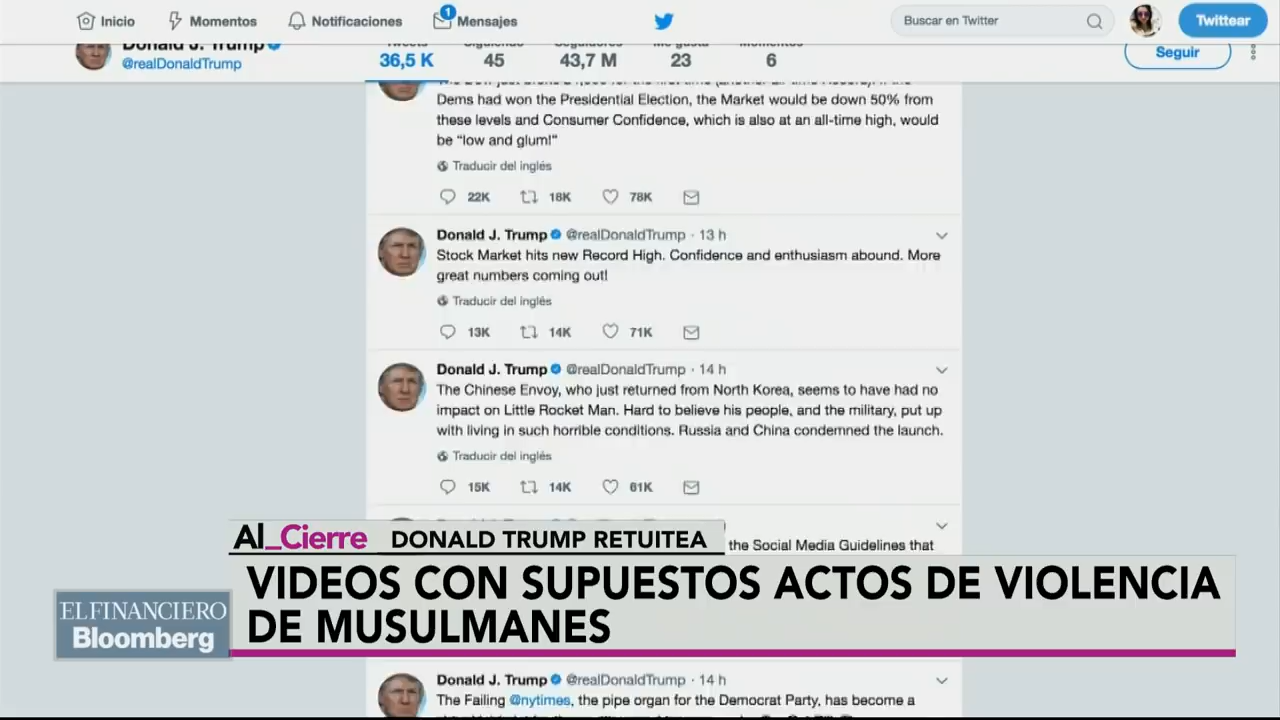 Inicio
Momentos
Notificaciones
1
Mensajes
Buscar en Twitter
Twittear
Donald J. Trump
@realDonaldTrump
Tweets
36,5 K
Siguiendo
45
Seguidores
43,7 M
Me gusta
23
Momentos
6
Seguir
Dems had won the Presidential Election, the Market would be down 50% from
these levels and Consumer Confidence, which is also at an all-time high, would
be “low and glum!”
Traducir del inglés
22K 18K 78K
Donald J. Trump @realDonaldTrump · 13 h
Stock Market hits new Record High. Confidence and enthusiasm abound. More
great numbers coming out!
Traducir del inglés
13K 14K 71K
Donald J. Trump @realDonaldTrump · 14 h
The Chinese Envoy, who just returned from North Korea, seems to have had no
impact on Little Rocket Man. Hard to believe his people, and the military, put up
with living in such horrible conditions. Russia and China condemned the launch.
Traducir del inglés
15K 14K 61K
the Social Media Guidelines that
Al_Cierre DONALD TRUMP RETUITEA
VIDEOS CON SUPUESTOS ACTOS DE VIOLENCIA
DE MUSULMANES
EL FINANCIERO
Bloomberg
Donald J. Trump @realDonaldTrump · 14 h
The Failing @nytimes, the pipe organ for the Democrat Party, has become a